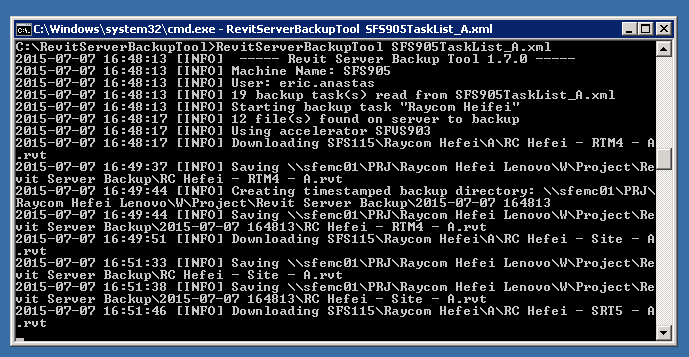 C:\Windows\system32\cmd.exe - RevitServerBackupTool SFS905TaskList_A.xml
C:\RevitServerBackupTool>RevitServerBackupTool SFS905TaskList_A.xml
2015-07-07 16:48:13 [INFO]  ----- Revit Server Backup Tool 1.7.0 -----
2015-07-07 16:48:13 [INFO] Machine Name: SFS905
2015-07-07 16:48:13 [INFO] User: eric.anastas
2015-07-07 16:48:13 [INFO] 19 backup task(s) read from SFS905TaskList_A.xml
2015-07-07 16:48:13 [INFO] Starting backup task "Raycom Heifei"
2015-07-07 16:48:17 [INFO] 12 file(s) found on server to backup
2015-07-07 16:48:17 [INFO] Using accelerator SFUS903
2015-07-07 16:48:17 [INFO] Downloading SFS115\Raycom Hefei\A\RC Hefei - RTM4 - A
.rvt
2015-07-07 16:49:37 [INFO] Saving \\sfemc01\PRJ\Raycom Hefei Lenovo\W\Project\Re
vit Server Backup\RC Hefei - RTM4 - A.rvt
2015-07-07 16:49:44 [INFO] Creating timestamped backup directory: \\sfemc01\PRJ\
Raycom Hefei Lenovo\W\Project\Revit Server Backup\2015-07-07 164813
2015-07-07 16:49:44 [INFO] Saving \\sfemc01\PRJ\Raycom Hefei Lenovo\W\Project\Re
vit Server Backup\2015-07-07 164813\RC Hefei - RTM4 - A.rvt
2015-07-07 16:49:51 [INFO] Downloading SFS115\Raycom Hefei\A\RC Hefei - Site - A
.rvt
2015-07-07 16:51:33 [INFO] Saving \\sfemc01\PRJ\Raycom Hefei Lenovo\W\Project\Re
vit Server Backup\RC Hefei - Site - A.rvt
2015-07-07 16:51:38 [INFO] Saving \\sfemc01\PRJ\Raycom Hefei Lenovo\W\Project\Re
vit Server Backup\2015-07-07 164813\RC Hefei - Site - A.rvt
2015-07-07 16:51:46 [INFO] Downloading SFS115\Raycom Hefei\A\RC Hefei - SRT5 - A
.rvt